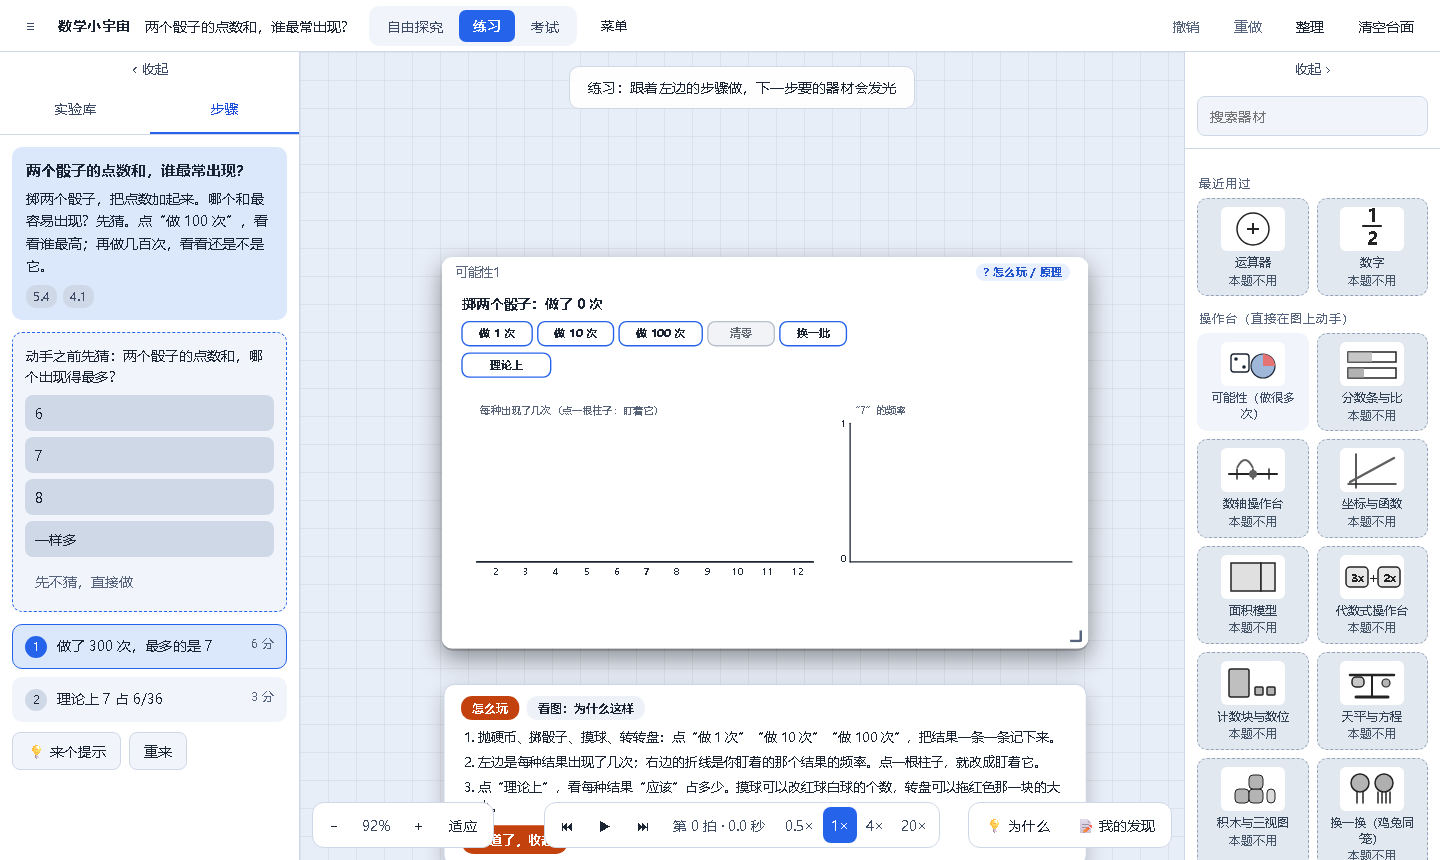 ≡ 数学小宇宙 两个骰子的点数和，谁最常出现？ 自由探究 练习 考试 菜单 撤销 重做 整理 清空台面
‹ 收起
实验库 步骤
两个骰子的点数和，谁最常出现？
掷两个骰子，把点数加起来。哪个和最
容易出现？先猜。点“做 100 次”，看
看谁最高；再做几百次，看看还是不是
它。
5.4 4.1
动手之前先猜：两个骰子的点数和，哪
个出现得最多？
6
7
8
一样多
先不猜，直接做
1 做了 300 次，最多的是 7 6 分
2 理论上 7 占 6/36 3 分
来个提示 重来
练习：跟着左边的步骤做，下一步要的器材会发光
可能性1 ? 怎么玩 / 原理
掷两个骰子：做了 0 次
做 1 次 做 10 次 做 100 次 清零 换一批
理论上
每种出现了几次（点一根柱子：盯着它） “7”的频率
1
0
2 3 4 5 6 7 8 9 10 11 12
怎么玩 看图：为什么这样
1. 抛硬币、掷骰子、摸球、转转盘：点“做 1 次”“做 10 次”“做 100 次”，把结果一条一条记下来。
2. 左边是每种结果出现了几次；右边的折线是你盯着的那个结果的频率。点一根柱子，就改成盯着它。
3. 点“理论上”，看每种结果“应该”占多少。摸球可以改红球白球的个数，转盘可以拖红色那一块的大
道了，收起
− 92% + 适应 第 0 拍 · 0.0 秒 0.5× 1× 4× 20× 为什么 我的发现
收起 ›
搜索器材
最近用过
1
2
运算器 数字
本题不用 本题不用
操作台（直接在图上动手）
可能性（做很多 分数条与比
次） 本题不用
数轴操作台 坐标与函数
本题不用 本题不用
3x + 2x
面积模型 代数式操作台
本题不用 本题不用
计数块与数位 天平与方程
本题不用 本题不用
积木与三视图 换一换（鸡兔同
本题不用 笼）
本题不用